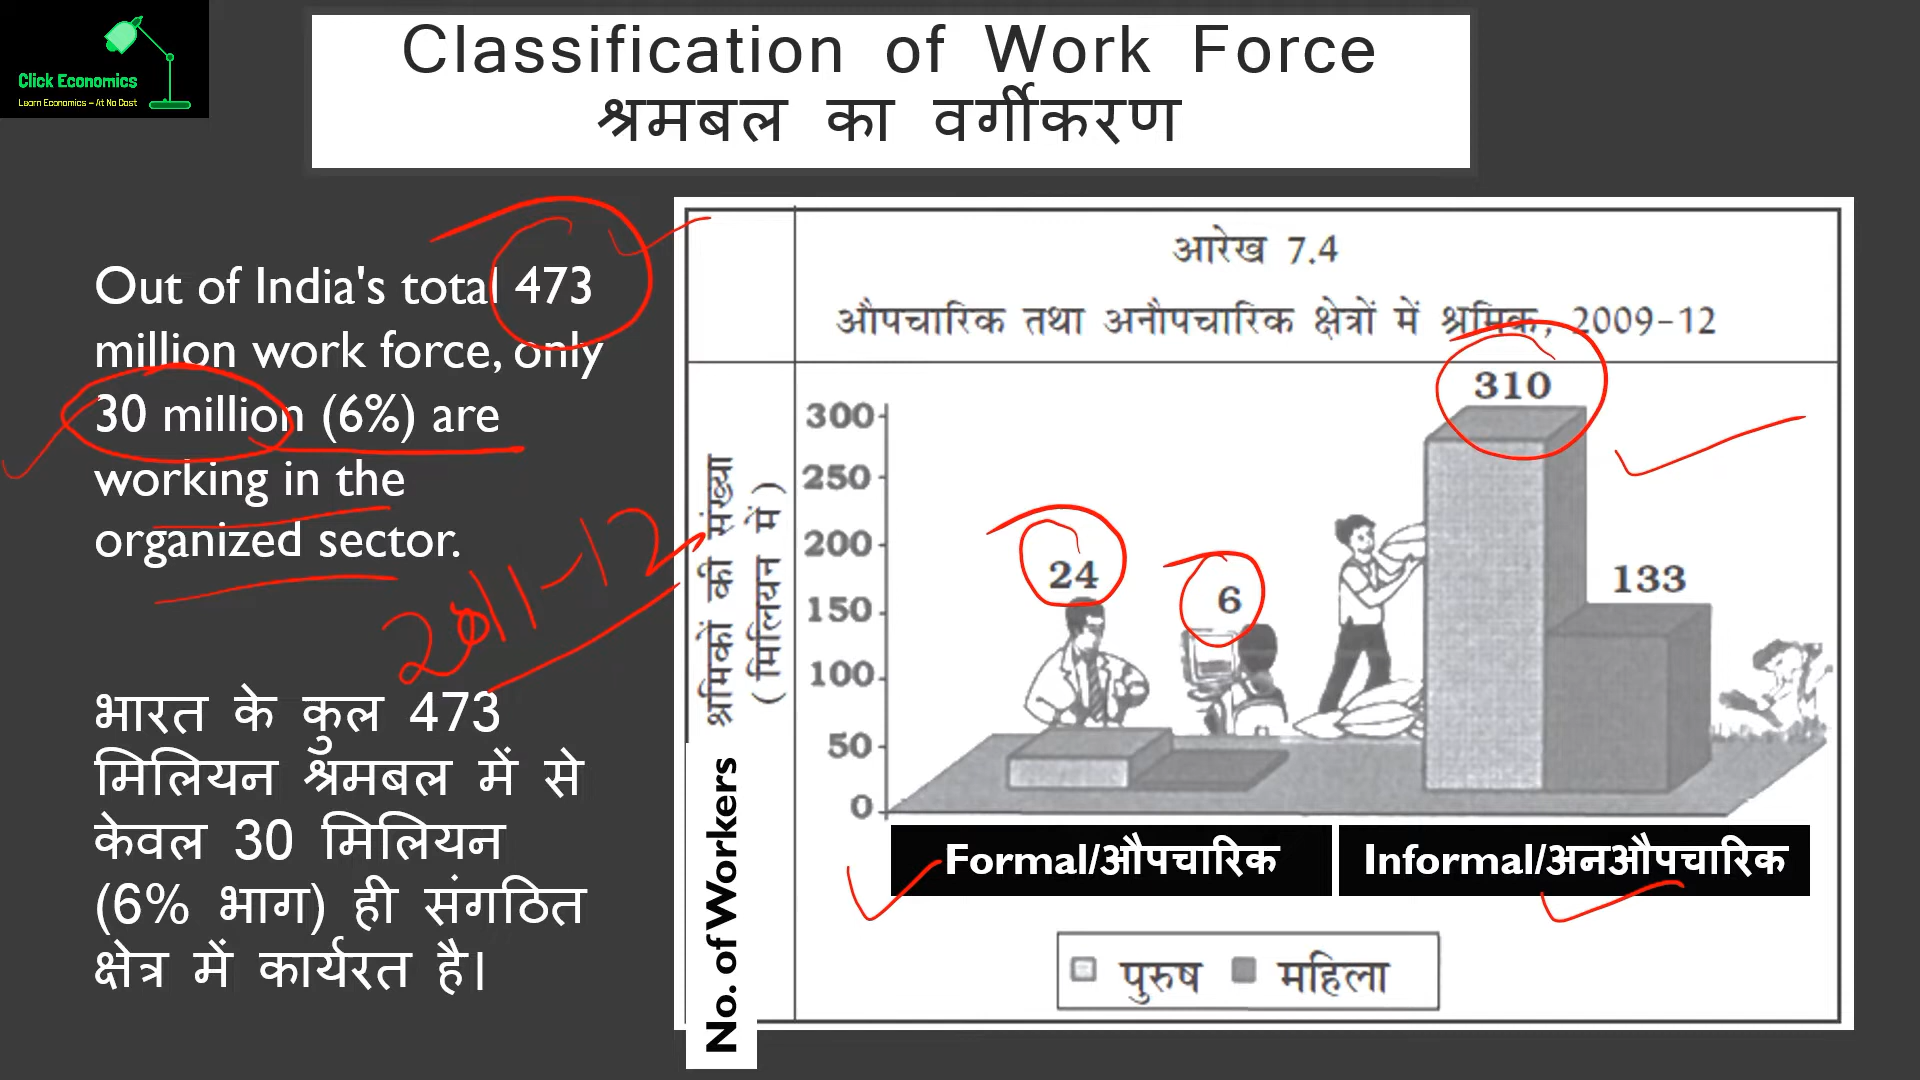 Click Economics
Learn Economics – At No Cost
Classification of Work Force
श्रमबल का वर्गीकरण
Out of India's total 473
million work force, only
30 million (6%) are
working in the
organized sector.
2011-12
भारत के कुल 473
मिलियन श्रमबल में से
केवल 30 मिलियन
(6% भाग) ही संगठित
क्षेत्र में कार्यरत है।
आरेख 7.4
औपचारिक तथा अनौपचारिक क्षेत्रों में श्रमिक, 2009-12
No. of Workers श्रमिकों की संख्या
(मिलियन में)
300
250
200
150
100
50
0
24
6
310
133
Formal/औपचारिक
Informal/अनऔपचारिक
पुरुष
महिला